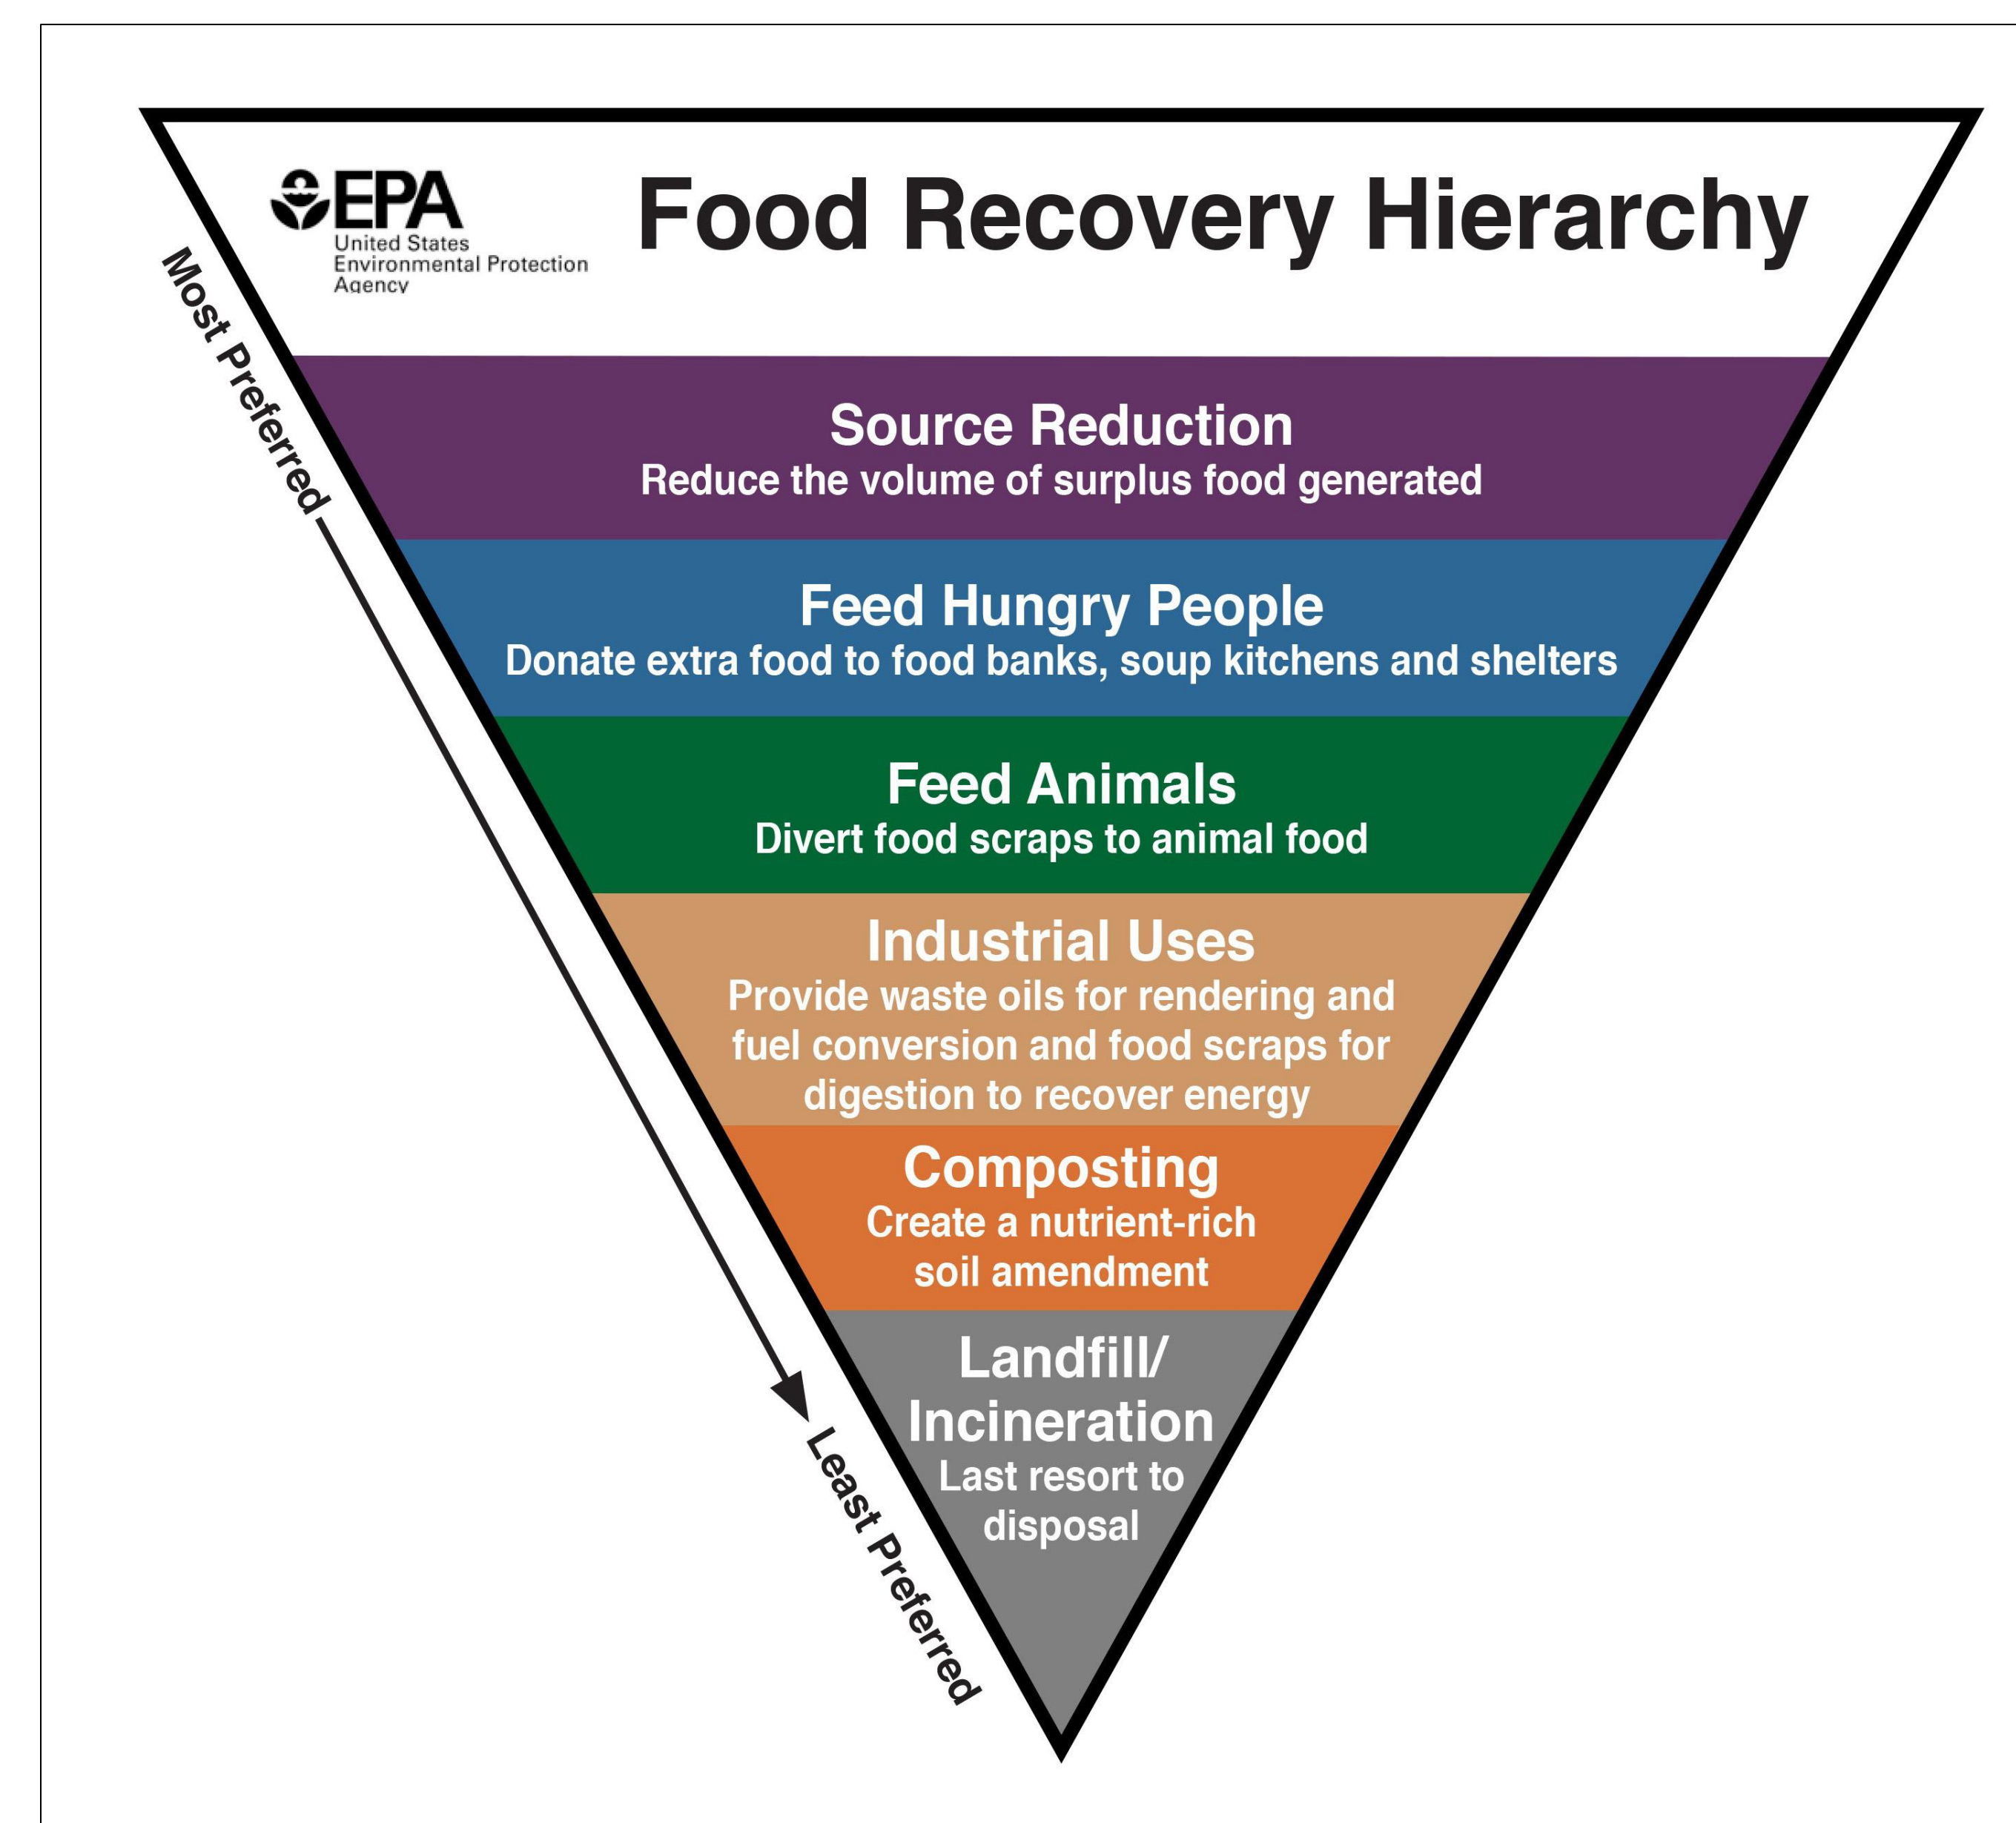 EPA
United States
Environmental Protection
Agency
Food Recovery Hierarchy
Most Preferred
Source Reduction
Reduce the volume of surplus food generated
Feed Hungry People
Donate extra food to food banks, soup kitchens and shelters
Feed Animals
Divert food scraps to animal food
Industrial Uses
Provide waste oils for rendering and
fuel conversion and food scraps for
digestion to recover energy
Composting
Create a nutrient-rich
soil amendment
Landfill/
Incineration
Last resort to
disposal
Least Preferred